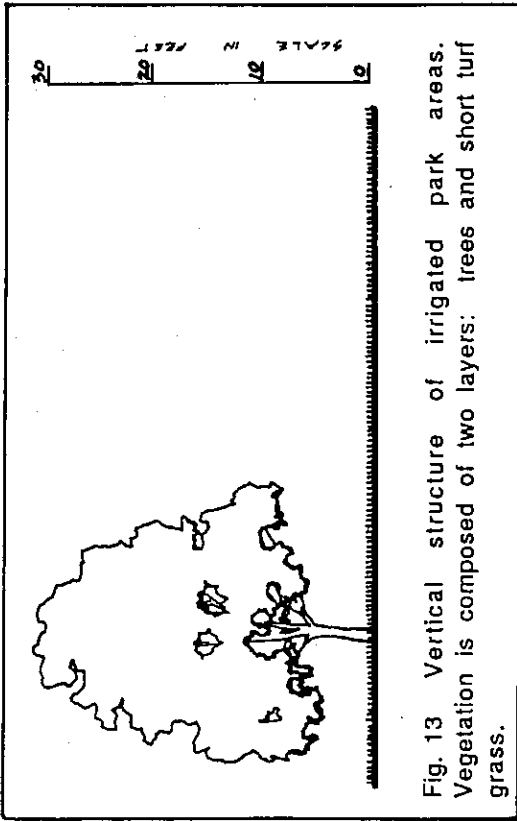 30
20
10
0
SCALE IN FEET
Fig. 13 Vertical structure of irrigated park areas.
Vegetation is composed of two layers: trees and short turf
grass.